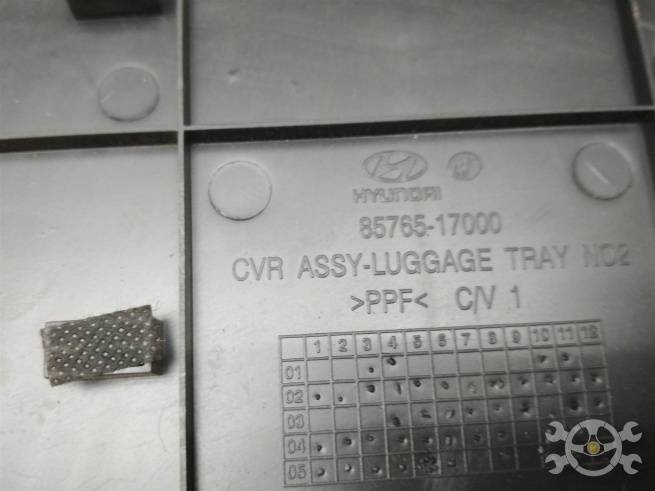 HYUNDAI
85765-17000
CVR ASSY-LUGGAGE TRAY NO2
>PPF< C/V 1
1 2 3 4 5 6 7 8 9 10 11 12
01
02
03
04
05